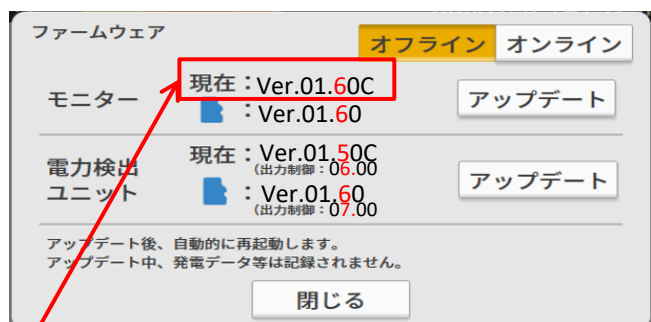 ファームウェア
オフライン オンライン
モニター
現在：Ver.01.60C
：Ver.01.60
アップデート
電力検出
ユニット
現在：Ver.01.50C
（出力制御：06.00
：Ver.01.60
（出力制御：07.00
アップデート
アップデート後、自動的に再起動します。
アップデート中、発電データ等は記録されません。
閉じる